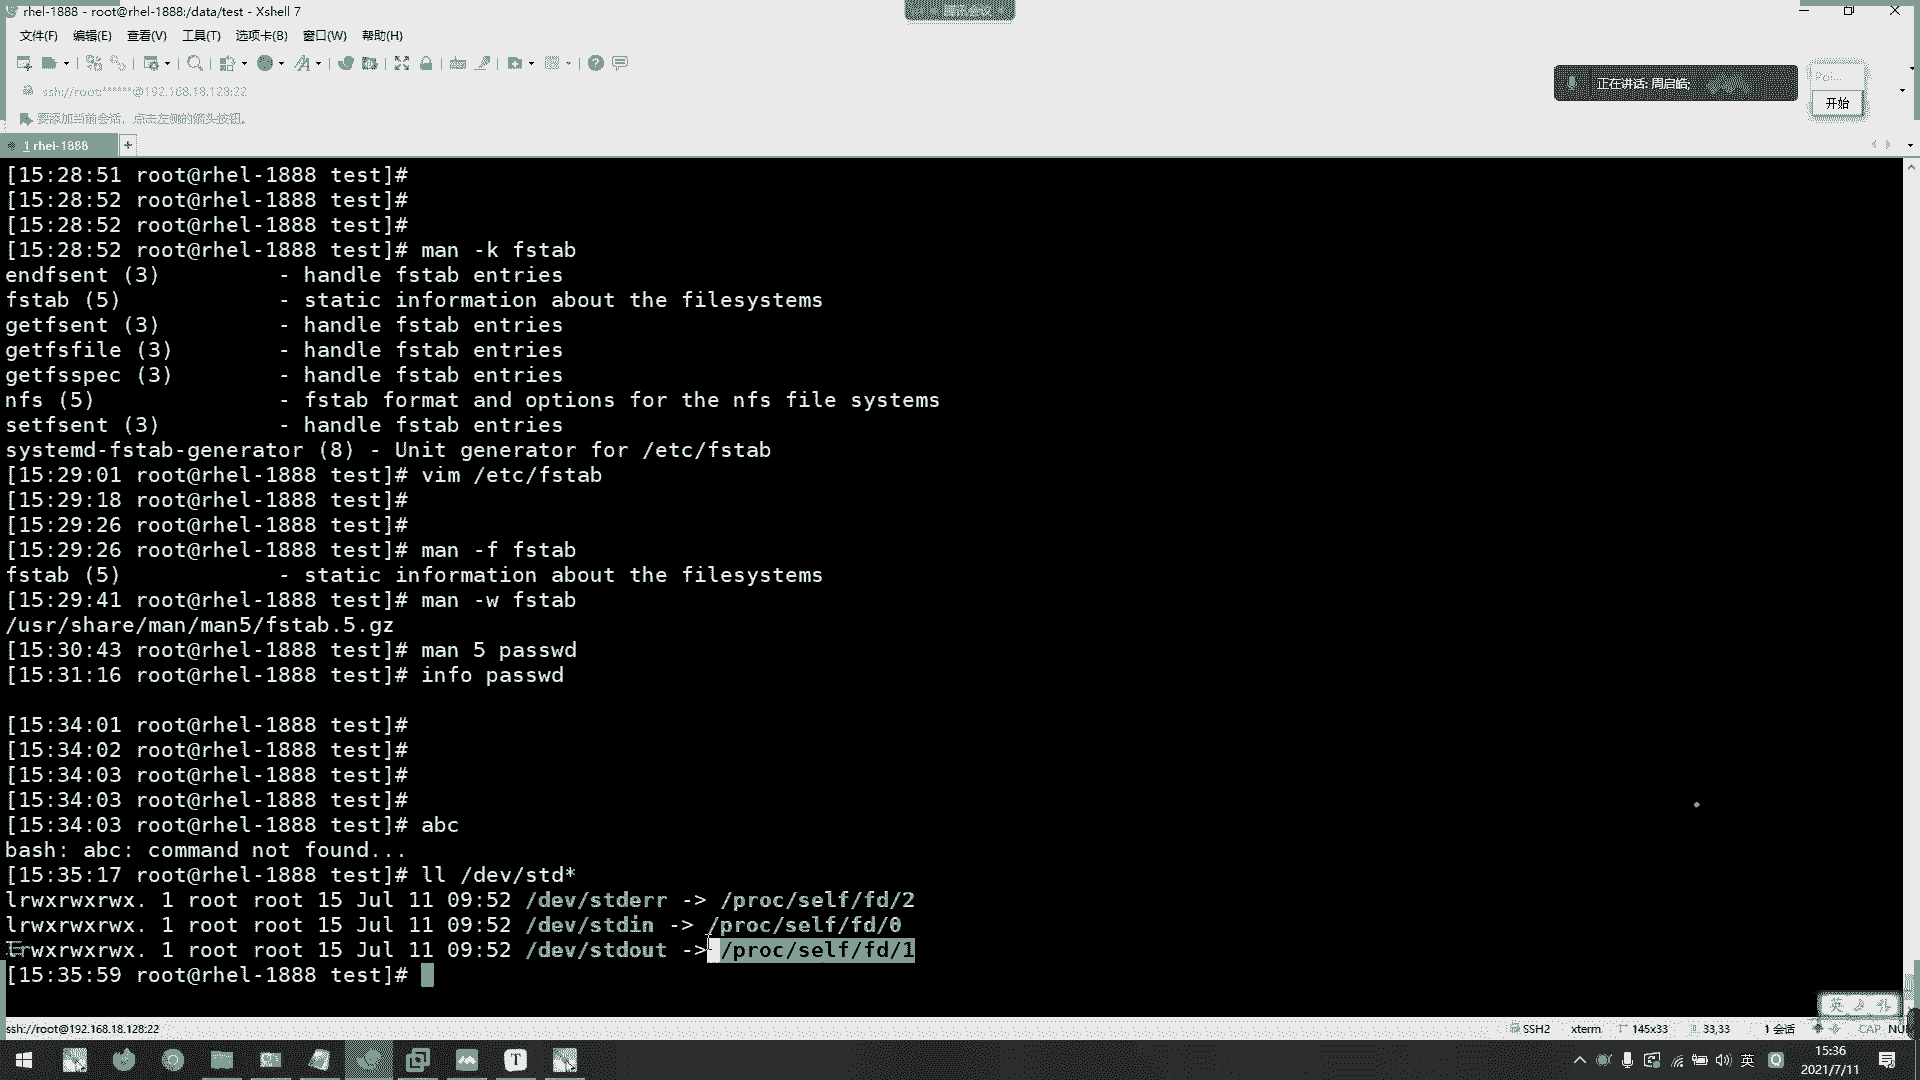 rhel-1888 - root@rhel-1888:/data/test - Xshell 7
文件(F) 编辑(E) 查看(V) 工具(T) 选项卡(B) 窗口(W) 帮助(H)
ssh://root:******@192.168.18.128:22
正在讲话: 周启皓;
Poi...
开始
要添加当前会话，点击左侧的箭头按钮。
1 rhel-1888 +
[15:28:51 root@rhel-1888 test]#
[15:28:52 root@rhel-1888 test]#
[15:28:52 root@rhel-1888 test]#
[15:28:52 root@rhel-1888 test]# man -k fstab
endfsent (3)         - handle fstab entries
fstab (5)            - static information about the filesystems
getfsent (3)         - handle fstab entries
getfsfile (3)        - handle fstab entries
getfsspec (3)        - handle fstab entries
nfs (5)              - fstab format and options for the nfs file systems
setfsent (3)         - handle fstab entries
systemd-fstab-generator (8) - Unit generator for /etc/fstab
[15:29:01 root@rhel-1888 test]# vim /etc/fstab
[15:29:18 root@rhel-1888 test]#
[15:29:26 root@rhel-1888 test]#
[15:29:26 root@rhel-1888 test]# man -f fstab
fstab (5)            - static information about the filesystems
[15:29:41 root@rhel-1888 test]# man -w fstab
/usr/share/man/man5/fstab.5.gz
[15:30:43 root@rhel-1888 test]# man 5 passwd
[15:31:16 root@rhel-1888 test]# info passwd
[15:34:01 root@rhel-1888 test]#
[15:34:02 root@rhel-1888 test]#
[15:34:03 root@rhel-1888 test]#
[15:34:03 root@rhel-1888 test]#
[15:34:03 root@rhel-1888 test]# abc
bash: abc: command not found...
[15:35:17 root@rhel-1888 test]# ll /dev/std*
lrwxrwxrwx. 1 root root 15 Jul 11 09:52 /dev/stderr -> /proc/self/fd/2
lrwxrwxrwx. 1 root root 15 Jul 11 09:52 /dev/stdin -> /proc/self/fd/0
lrwxrwxrwx. 1 root root 15 Jul 11 09:52 /dev/stdout -> /proc/self/fd/1
[15:35:59 root@rhel-1888 test]#
英
ssh://root@192.168.18.128:22 SSH2 xterm 145x33 33,33 1 会话 CAP NUM
英 15:36
2021/7/11